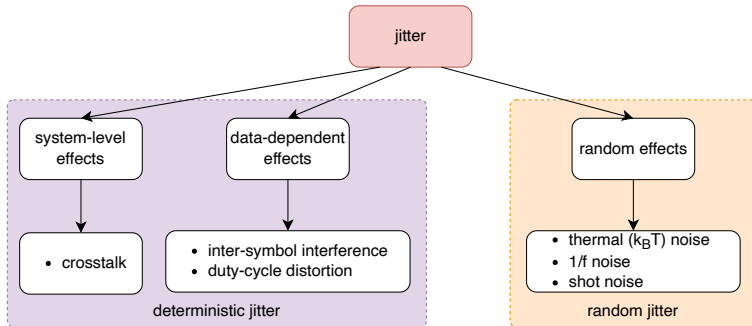 jitter
system-level
effects
data-dependent
effects
random effects
• crosstalk
• inter-symbol interference
• duty-cycle distortion
• thermal (kBT) noise
• 1/f noise
• shot noise
deterministic jitter
random jitter